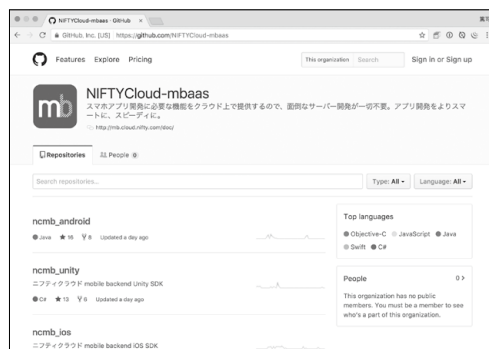 NIFTYCloud-mbaas · GitHub
GitHub, Inc. [US] https://github.com/NIFTYCloud-mbaas
Features Explore Pricing
This organization Search
Sign in or Sign up
mb
NIFTYCloud-mbaas
スマホアプリ開発に必要な機能をクラウド上で提供するので、面倒なサーバー開発が一切不要。アプリ開発をよりスマ
ートに、スピーディに。
http://mb.cloud.nifty.com/doc/
Repositories People 0
Search repositories...
Type: All
Language: All
ncmb_android
Java 16 8 Updated a day ago
ncmb_unity
ニフティクラウド mobile backend Unity SDK
C# 13 6 Updated a day ago
ncmb_ios
ニフティクラウド mobile backend iOS SDK
Top languages
Objective-C JavaScript Java
Swift C#
People 0
This organization has no public
members. You must be a member to see
who's a part of this organization.